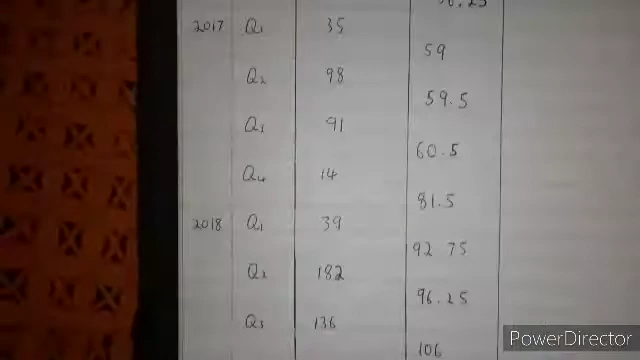 2017 Q1 35
59
Q2 98
59.5
Q3 91
60.5
Q4 14
81.5
2018 Q1 39
92 75
Q2 182
96.25
Q3 136
106
PowerDirector